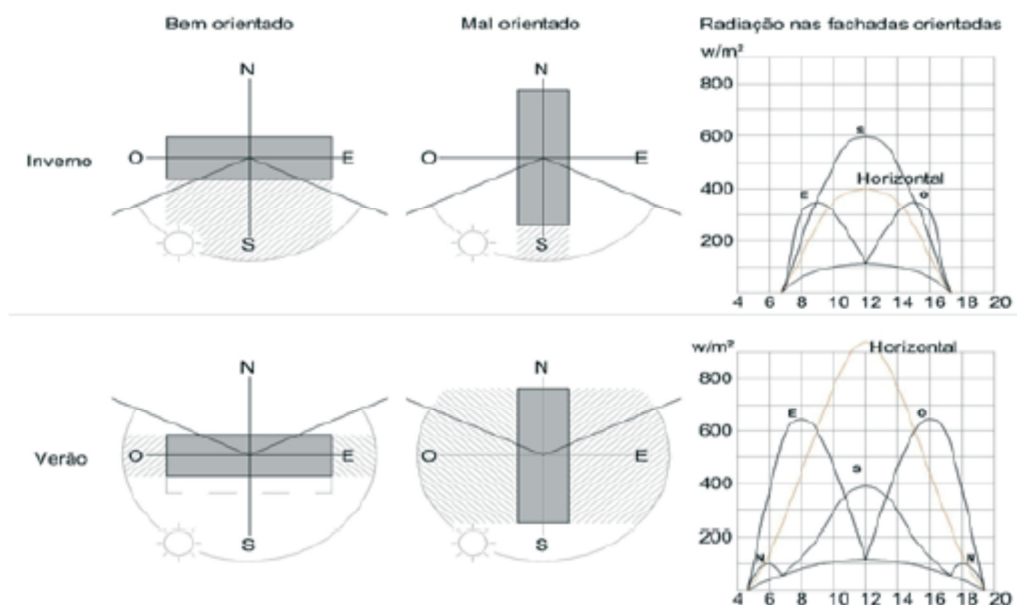 Bem orientado
Mal orientado
Radiação nas fachadas orientadas
w/m²
800
600
400
200
4 6 8 10 12 14 16 18 20
S
Horizontal
E
O
Inverno
N
O
E
S
N
O
E
S
w/m²
800
600
400
200
4 6 8 10 12 14 16 18 20
Horizontal
E
O
S
N
N
Verão
N
O
E
S
N
O
E
S